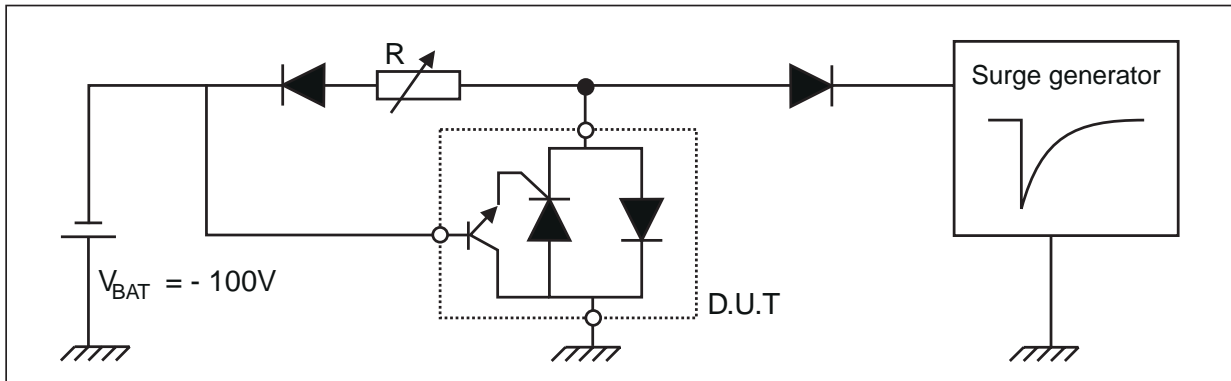 R
Surge generator
V_BAT = - 100V
D.U.T